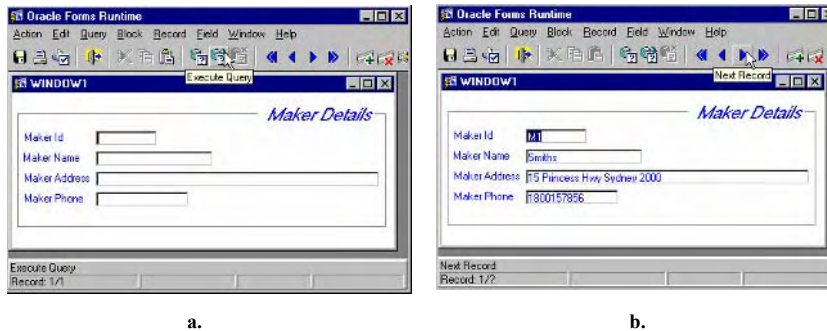 Oracle Forms Runtime
Action Edit Query Block Record Field Window Help
Execute Query
WINDOW1
Maker Details
Maker Id
Maker Name
Maker Address
Maker Phone
Execute Query
Record: 1/1
a.
Oracle Forms Runtime
Action Edit Query Block Record Field Window Help
Next Record
WINDOW1
Maker Details
Maker Id M1
Maker Name Smiths
Maker Address 15 Princess Hwy Sydney 2000
Maker Phone 1800157856
Next Record
Record: 1/?
b.